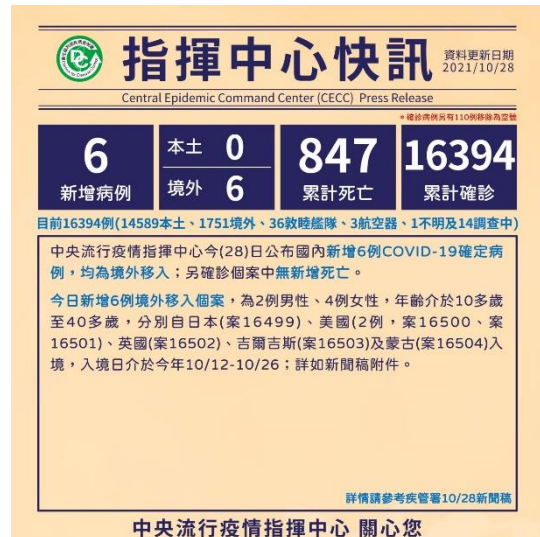 指揮中心快訊
資料更新日期
2021/10/28
Central Epidemic Command Center (CECC) Press Release
*確診病例另有110例移除為空號
6
新增病例
本土 0
境外 6
847
累計死亡
16394
累計確診
目前16394例(14589本土、1751境外、36敦睦艦隊、3航空器、1不明及14調查中)
中央流行疫情指揮中心今(28)日公布國內新增6例COVID-19確定病
例，均為境外移入；另確診個案中無新增死亡。
今日新增6例境外移入個案，為2例男性、4例女性，年齡介於10多歲
至40多歲，分別自日本(案16499)、美國(2例，案16500、案
16501)、英國(案16502)、吉爾吉斯(案16503)及蒙古(案16504)入
境，入境日介於今年10/12-10/26；詳如新聞稿附件。
詳情請參考疾管署10/28新聞稿
中央流行疫情指揮中心 關心您